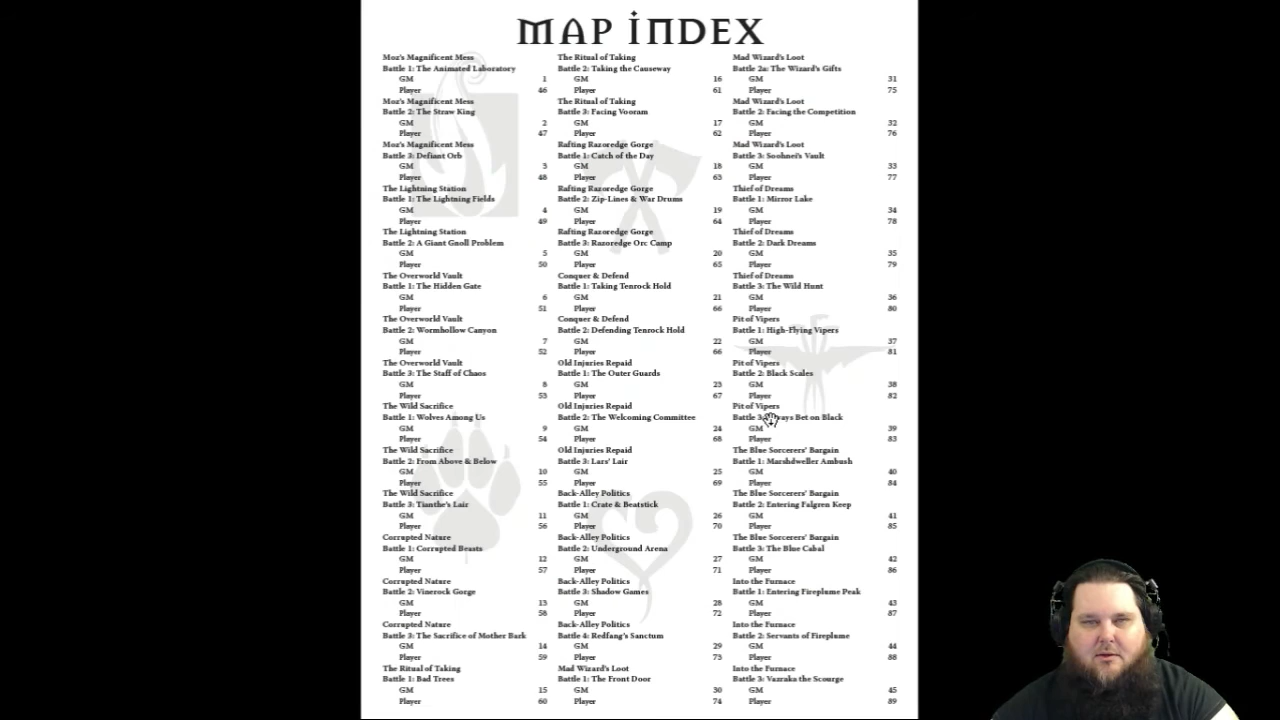 MAP INDEX
Moz's Magnificent Mess
Battle 1: The Animated Laboratory
GM 1
Player 46
Moz's Magnificent Mess
Battle 2: The Straw King
GM 2
Player 47
Moz's Magnificent Mess
Battle 3: Defiant Orb
GM 3
Player 48
The Lightning Station
Battle 1: The Lightning Fields
GM 4
Player 49
The Lightning Station
Battle 2: A Giant Gnoll Problem
GM 5
Player 50
The Overworld Vault
Battle 1: The Hidden Gate
GM 6
Player 51
The Overworld Vault
Battle 2: Wormhollow Canyon
GM 7
Player 52
The Overworld Vault
Battle 3: The Staff of Chaos
GM 8
Player 53
The Wild Sacrifice
Battle 1: Wolves Among Us
GM 9
Player 54
The Wild Sacrifice
Battle 2: From Above & Below
GM 10
Player 55
The Wild Sacrifice
Battle 3: Tianthe's Lair
GM 11
Player 56
Corrupted Nature
Battle 1: Corrupted Beasts
GM 12
Player 57
Corrupted Nature
Battle 2: Vinerock Gorge
GM 13
Player 58
Corrupted Nature
Battle 3: The Sacrifice of Mother Bark
GM 14
Player 59
The Ritual of Taking
Battle 1: Bad Trees
GM 15
Player 60
The Ritual of Taking
Battle 2: Taking the Causeway
GM 16
Player 61
The Ritual of Taking
Battle 3: Facing Vooram
GM 17
Player 62
Rafting Razoredge Gorge
Battle 1: Catch of the Day
GM 18
Player 63
Rafting Razoredge Gorge
Battle 2: Zip-Lines & War Drums
GM 19
Player 64
Rafting Razoredge Gorge
Battle 3: Razoredge Orc Camp
GM 20
Player 65
Conquer & Defend
Battle 1: Taking Tenrock Hold
GM 21
Player 66
Conquer & Defend
Battle 2: Defending Tenrock Hold
GM 22
Player 66
Old Injuries Repaid
Battle 1: The Outer Guards
GM 23
Player 67
Old Injuries Repaid
Battle 2: The Welcoming Committee
GM 24
Player 68
Old Injuries Repaid
Battle 3: Lars' Lair
GM 25
Player 69
Back-Alley Politics
Battle 1: Crate & Beatstick
GM 26
Player 70
Back-Alley Politics
Battle 2: Underground Arena
GM 27
Player 71
Back-Alley Politics
Battle 3: Shadow Games
GM 28
Player 72
Back-Alley Politics
Battle 4: Redfang's Sanctum
GM 29
Player 73
Mad Wizard's Loot
Battle 1: The Front Door
GM 30
Player 74
Mad Wizard's Loot
Battle 2a: The Wizard's Gifts
GM 31
Player 75
Mad Wizard's Loot
Battle 2: Facing the Competition
GM 32
Player 76
Mad Wizard's Loot
Battle 3: Soohnei's Vault
GM 33
Player 77
Thief of Dreams
Battle 1: Mirror Lake
GM 34
Player 78
Thief of Dreams
Battle 2: Dark Dreams
GM 35
Player 79
Thief of Dreams
Battle 3: The Wild Hunt
GM 36
Player 80
Pit of Vipers
Battle 1: High-Flying Vipers
GM 37
Player 81
Pit of Vipers
Battle 2: Black Scales
GM 38
Player 82
Pit of Vipers
Battle Bet on Black
GM 39
Player 83
The Blue Sorcerers' Bargain
Battle 1: Marshdweller Ambush
GM 40
Player 84
The Blue Sorcerers' Bargain
Battle 2: Entering Falgren Keep
GM 41
Player 85
The Blue Sorcerers' Bargain
Battle 3: The Blue Cabal
GM 42
Player 86
Into the Furnace
Battle 1: Entering Fireplume Peak
GM 43
Player 87
Into the Furnace
Battle 2: Servants of Fireplume
GM 44
Player 88
Into the Furnace
Battle 3: Vazraka the Scourge
GM 45
Player 89